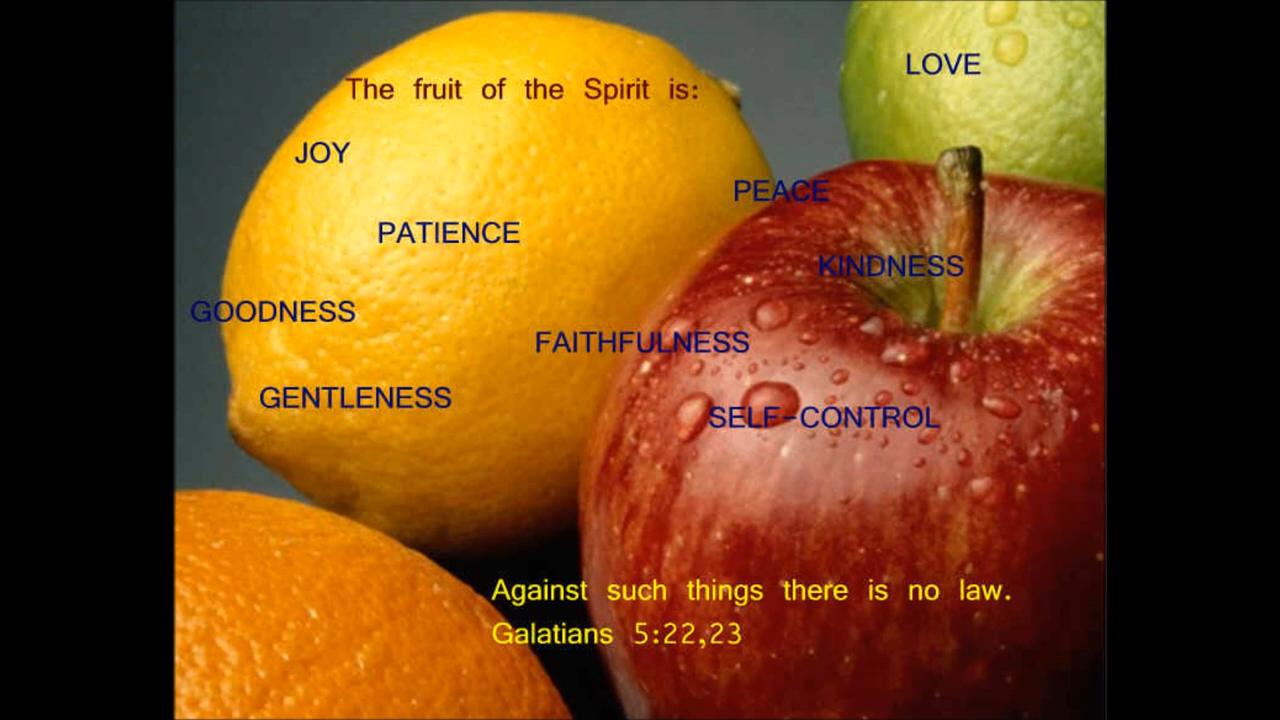 LOVE
The fruit of the Spirit is:
JOY
PEACE
PATIENCE
KINDNESS
GOODNESS
FAITHFULNESS
GENTLENESS
SELF-CONTROL
Against such things there is no law.
Galatians 5:22,23